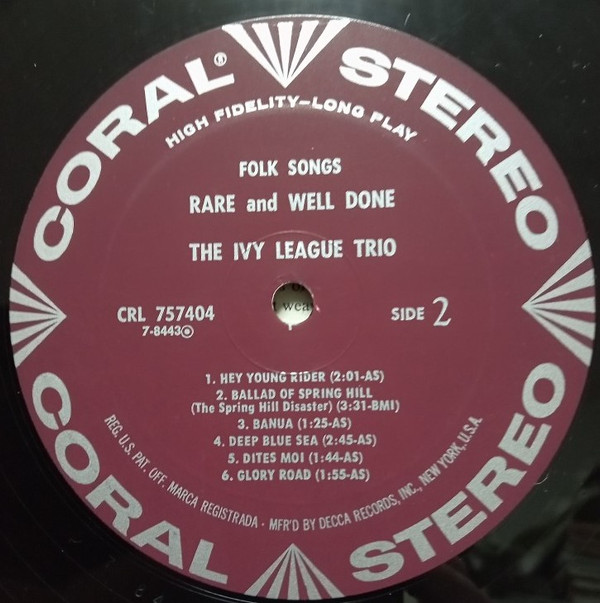 CORAL® STEREO
HIGH FIDELITY—LONG PLAY
FOLK SONGS
RARE and WELL DONE
THE IVY LEAGUE TRIO
CRL 757404
7-8443
SIDE 2
1. HEY YOUNG RIDER (2:01-AS)
2. BALLAD OF SPRING HILL
(The Spring Hill Disaster) (3:31-BMI)
3. BANUA (1:25-AS)
4. DEEP BLUE SEA (2:45-AS)
5. DITES MOI (1:44-AS)
6. GLORY ROAD (1:55-AS)
REG. U.S. PAT. OFF. MARCA REGISTRADA - MFR'D BY DECCA RECORDS, INC., NEW YORK, U.S.A.
CORAL STEREO